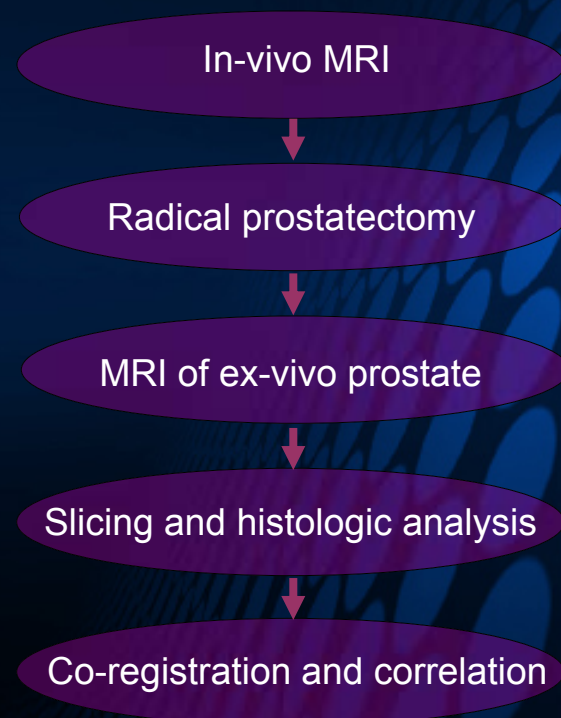 In-vivo MRI
Radical prostatectomy
MRI of ex-vivo prostate
Slicing and histologic analysis
Co-registration and correlation